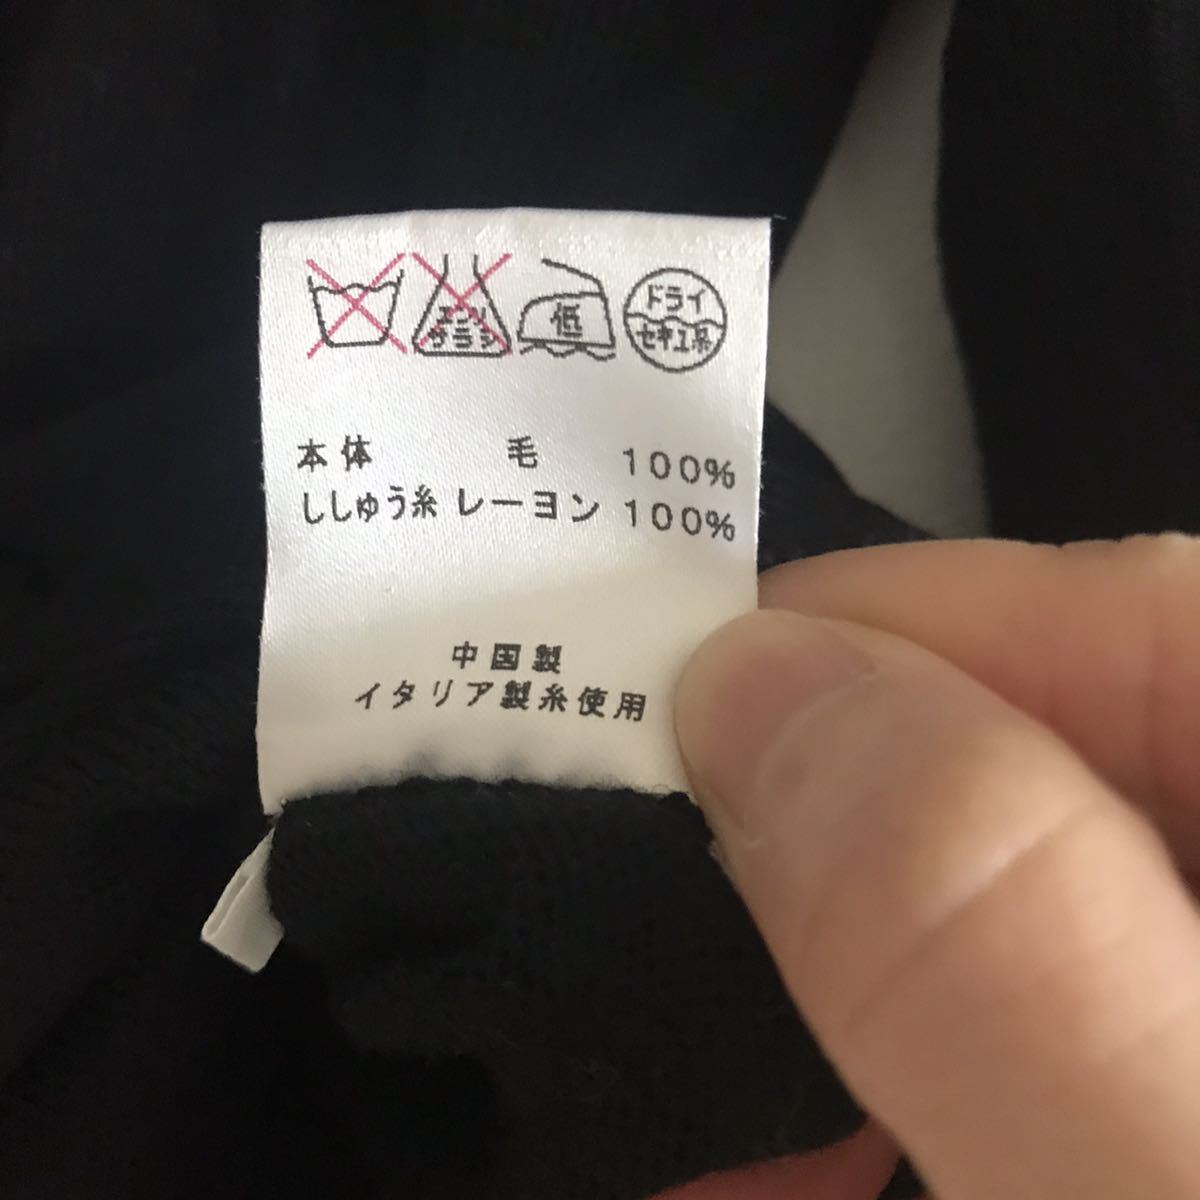 エンソ
サラシ
低
ドライ
セキユ系
本体 毛 100%
ししゅう糸 レーヨン 100%
中国製
イタリア製糸使用